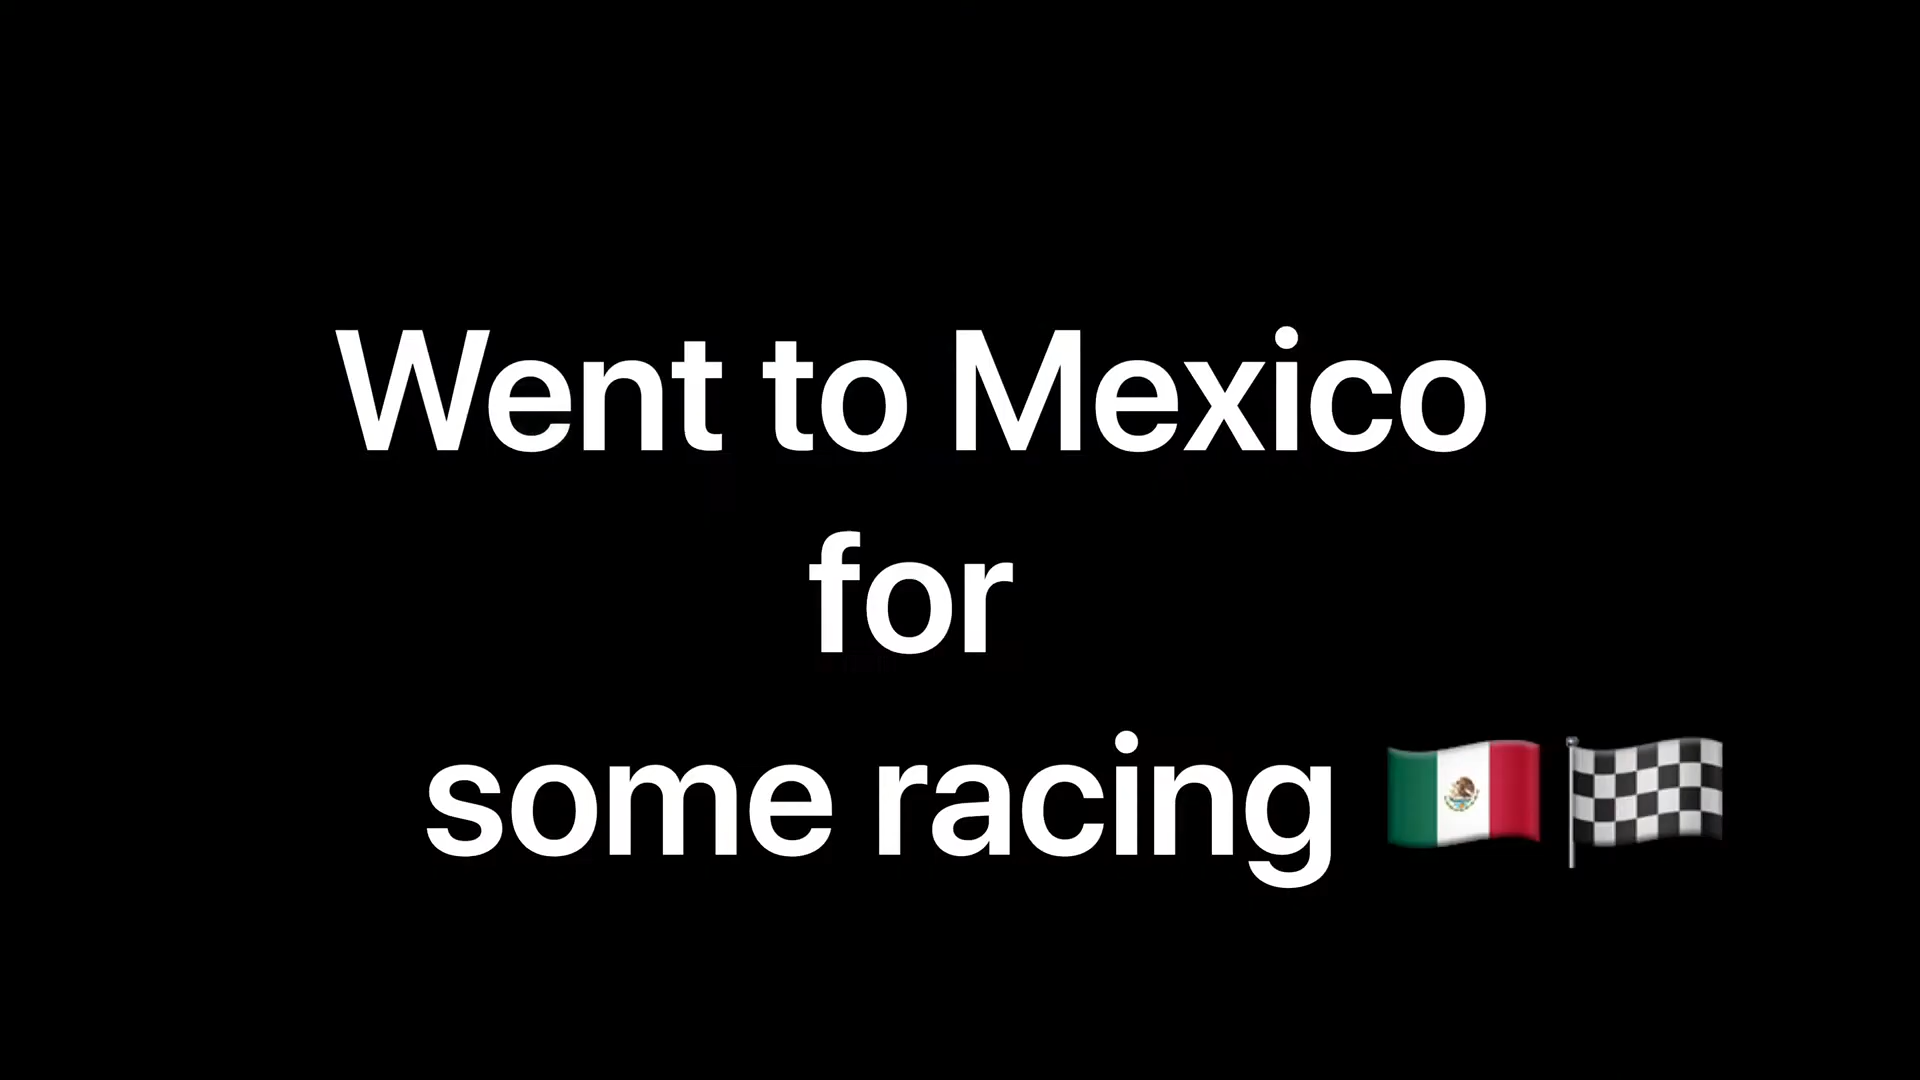 Went to Mexico
for
some racing 🇲🇽 🏁